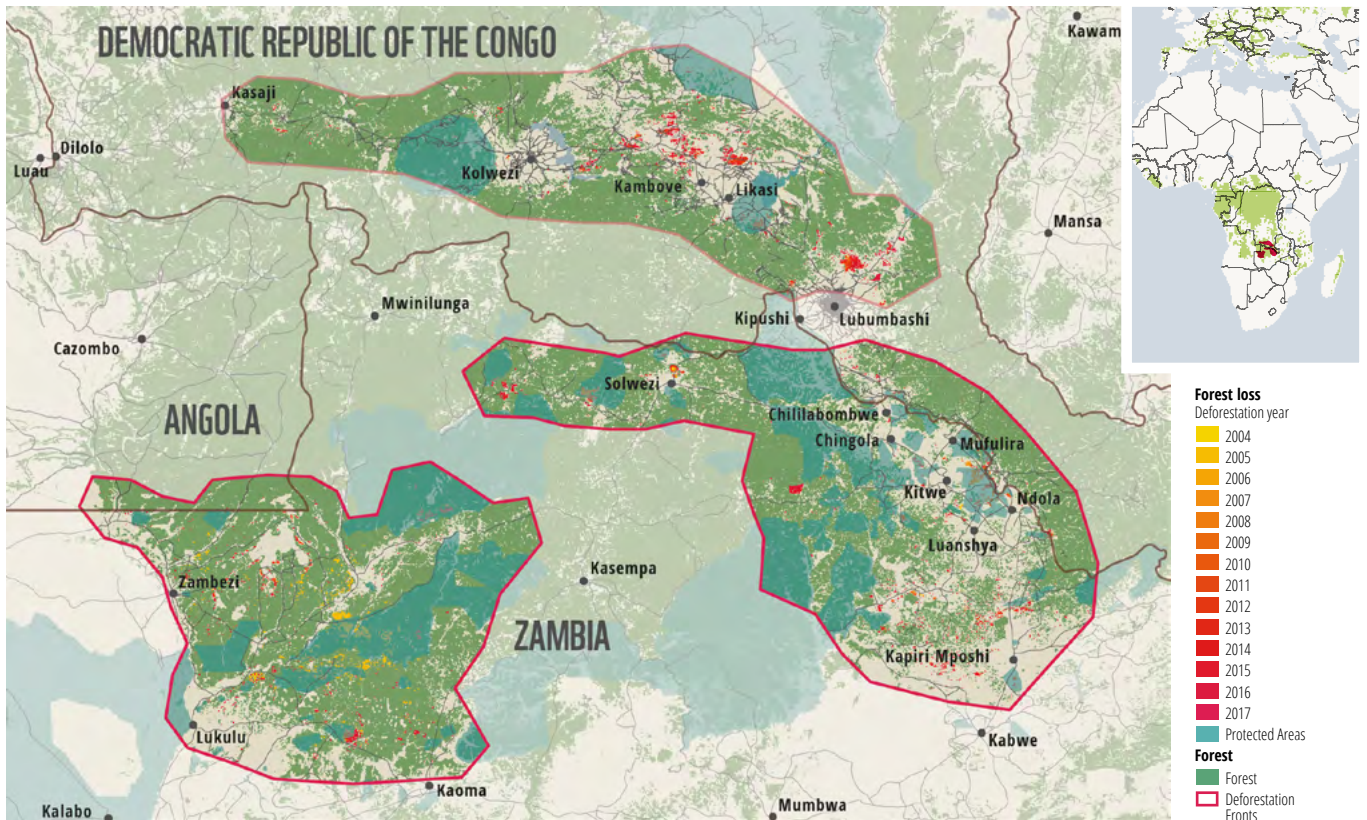 DEMOCRATIC REPUBLIC OF THE CONGO
Kawam
Kasaji
Dilolo
Luau
Kolwezi
Kambove
Likasi
Mansa
Mwinilunga
Kipushi
Lubumbashi
Cazombo
Solwezi
ANGOLA
Chililabombwe
Chingola
Mufulira
Kitwe
Ndola
Luanshya
Kasempa
Zambezi
ZAMBIA
Kapiri Mposhi
Lukulu
Kabwe
Kaoma
Mumbwa
Kalabo
Forest loss
Deforestation year
2004
2005
2006
2007
2008
2009
2010
2011
2012
2013
2014
2015
2016
2017
Protected Areas
Forest
Forest
Deforestation
Fronts